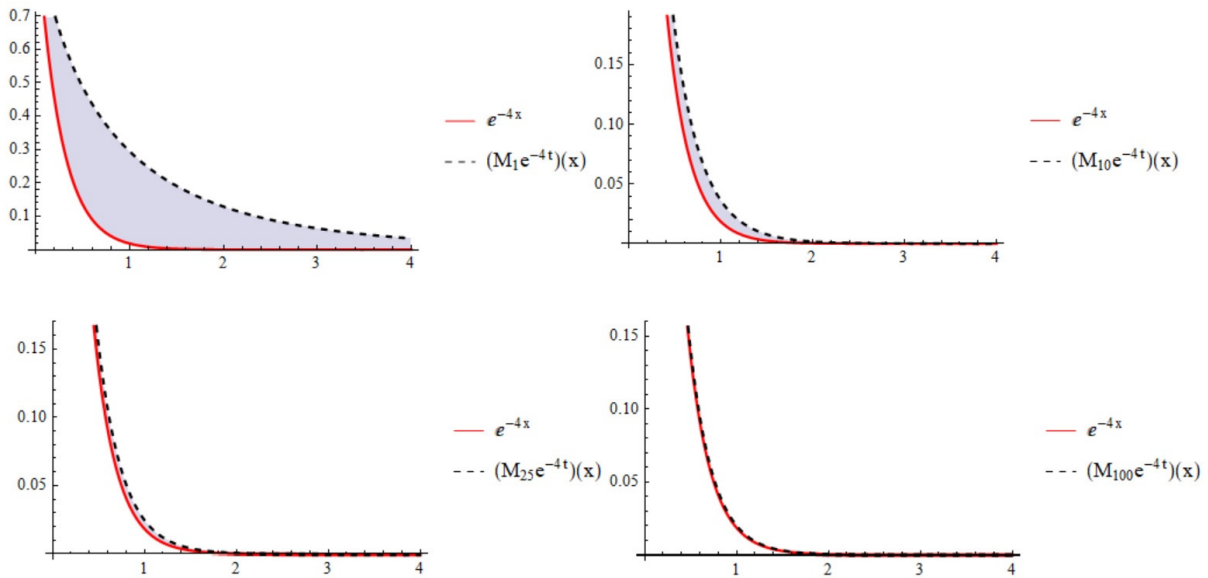 0.7
0.6
0.5
0.4
0.3
0.2
0.1
1 2 3 4
e^{-4x}
(M_1e^{-4t})(x)
0.15
0.10
0.05
1 2 3 4
e^{-4x}
(M_{10}e^{-4t})(x)
0.15
0.10
0.05
1 2 3 4
e^{-4x}
(M_{25}e^{-4t})(x)
0.15
0.10
0.05
1 2 3 4
e^{-4x}
(M_{100}e^{-4t})(x)